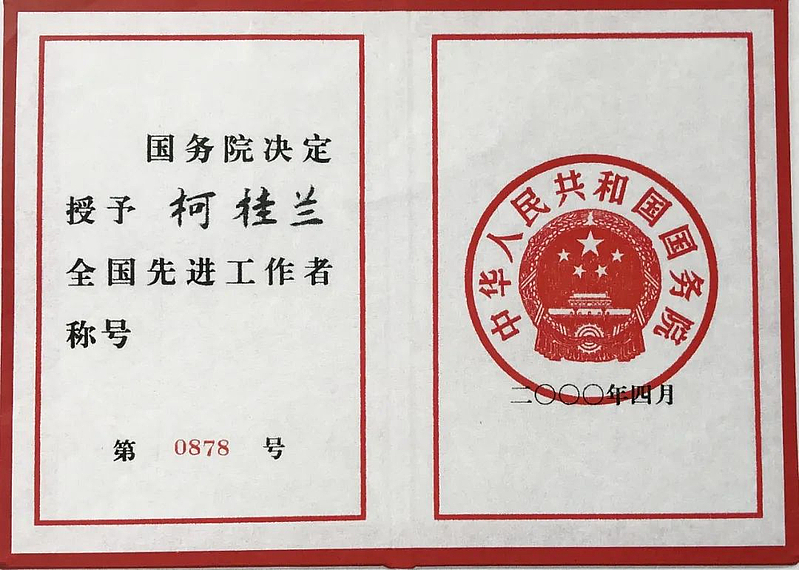 国务院决定
授予 柯桂兰
全国先进工作者
称号
第 0878 号
中华人民共和国国务院
二〇〇〇年四月